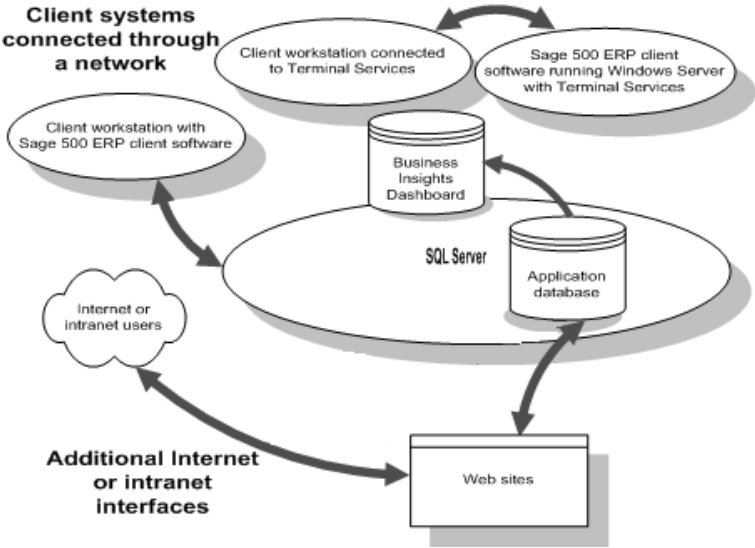 Client systems
connected through
a network
Client workstation connected
to Terminal Services
Sage 500 ERP client
software running Windows Server
with Terminal Services
Client workstation with
Sage 500 ERP client software
Business
Insights
Dashboard
SQL Server
Application
database
Internet or
intranet users
Additional Internet
or intranet
interfaces
Web sites